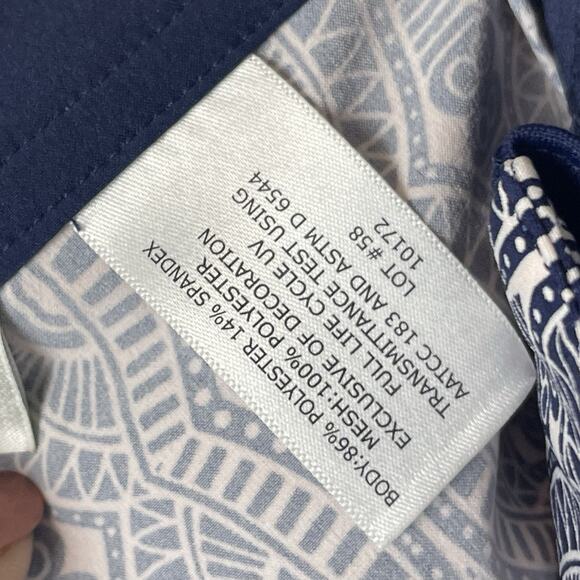 BODY:86% POLYESTER 14% SPANDEX
MESH:100% POLYESTER
EXCLUSIVE OF DECORATION
FULL LIFE CYCLE UV
TRANSMITTANCE TEST USING
AATCC 183 AND ASTM D 6544
LOT #58
10172